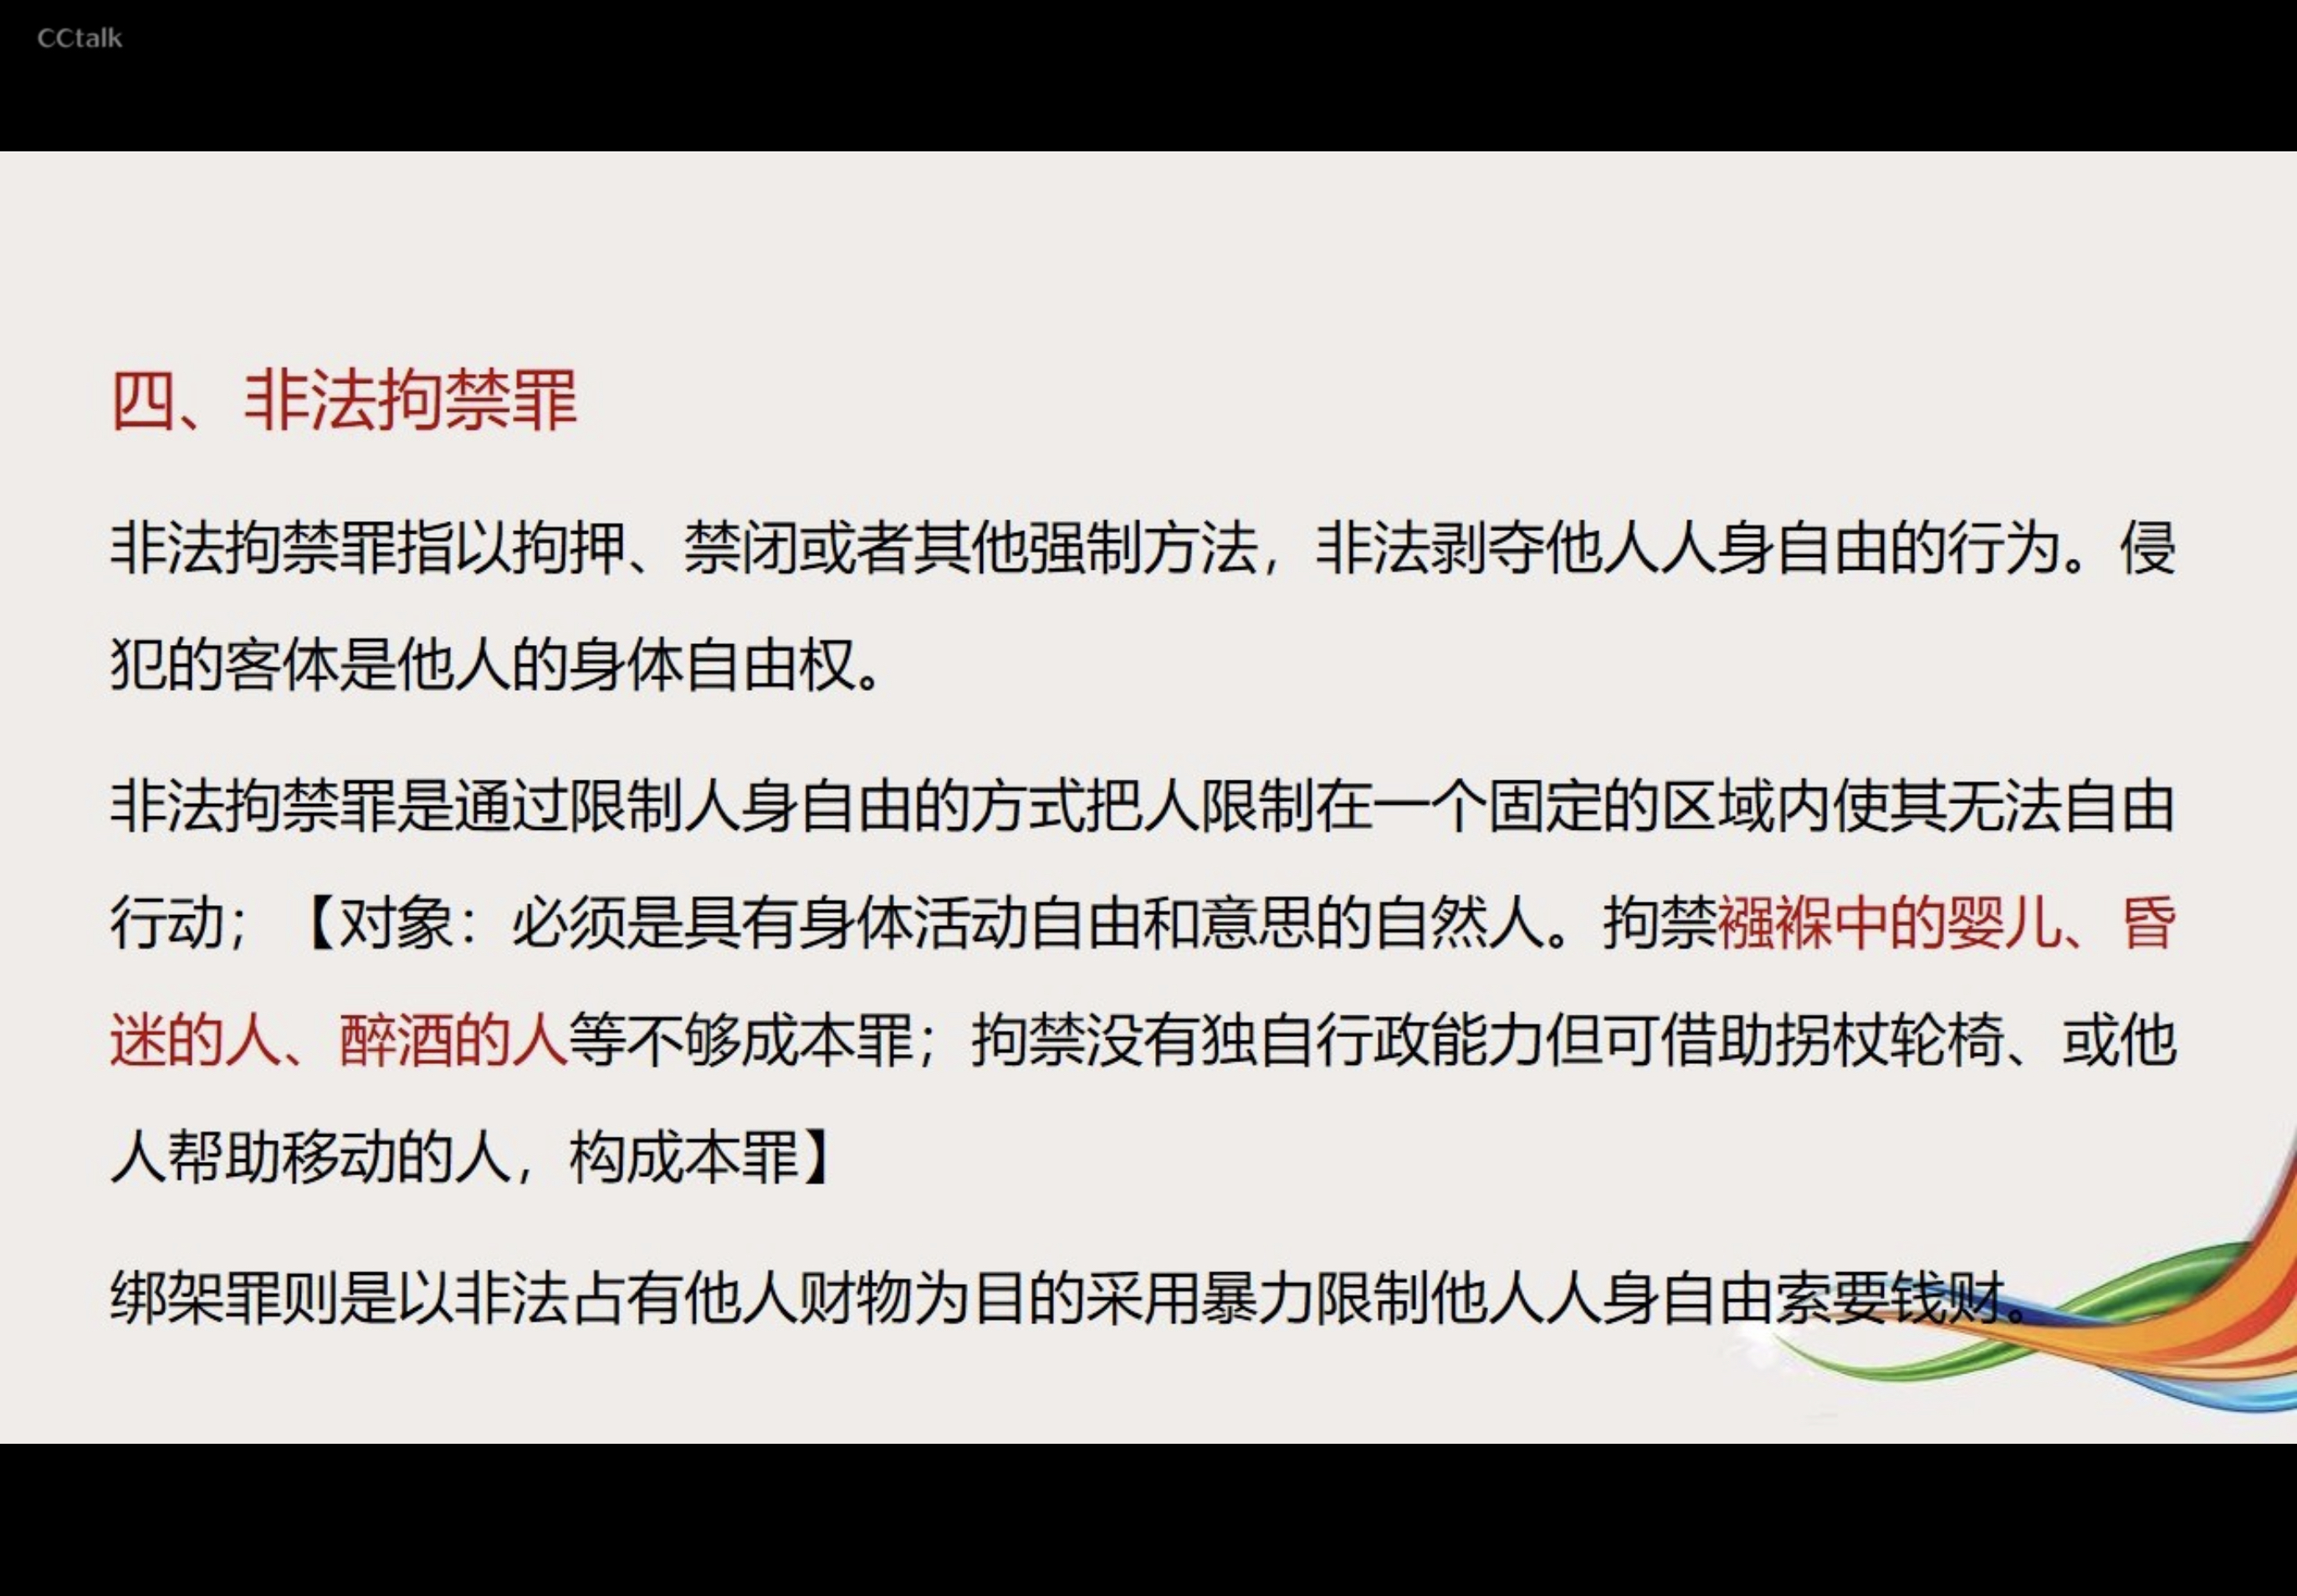 CCtalk
四、非法拘禁罪
非法拘禁罪指以拘押、禁闭或者其他强制方法，非法剥夺他人人身自由的行为。侵
犯的客体是他人的身体自由权。
非法拘禁罪是通过限制人身自由的方式把人限制在一个固定的区域内使其无法自由
行动；【对象：必须是具有身体活动自由和意思的自然人。拘禁襁褓中的婴儿、昏
迷的人、醉酒的人等不够成本罪；拘禁没有独自行政能力但可借助拐杖轮椅、或他
人帮助移动的人，构成本罪】
绑架罪则是以非法占有他人财物为目的采用暴力限制他人人身自由索要钱财。